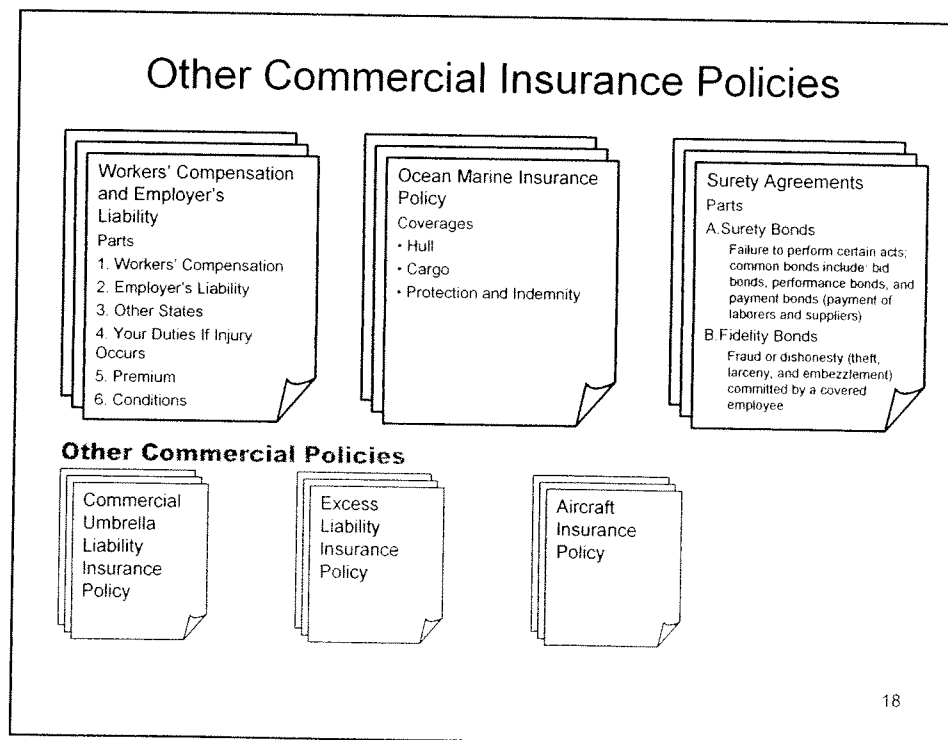 Other Commercial Insurance Policies
Workers' Compensation
and Employer's
Liability
Parts
1. Workers' Compensation
2. Employer's Liability
3. Other States
4. Your Duties If Injury
Occurs
5. Premium
6. Conditions
Ocean Marine Insurance
Policy
Coverages
• Hull
• Cargo
• Protection and Indemnity
Surety Agreements
Parts
A. Surety Bonds
Failure to perform certain acts;
common bonds include: bid
bonds, performance bonds, and
payment bonds (payment of
laborers and suppliers)
B. Fidelity Bonds
Fraud or dishonesty (theft,
larceny, and embezzlement)
committed by a covered
employee
Other Commercial Policies
Commercial
Umbrella
Liability
Insurance
Policy
Excess
Liability
Insurance
Policy
Aircraft
Insurance
Policy
18